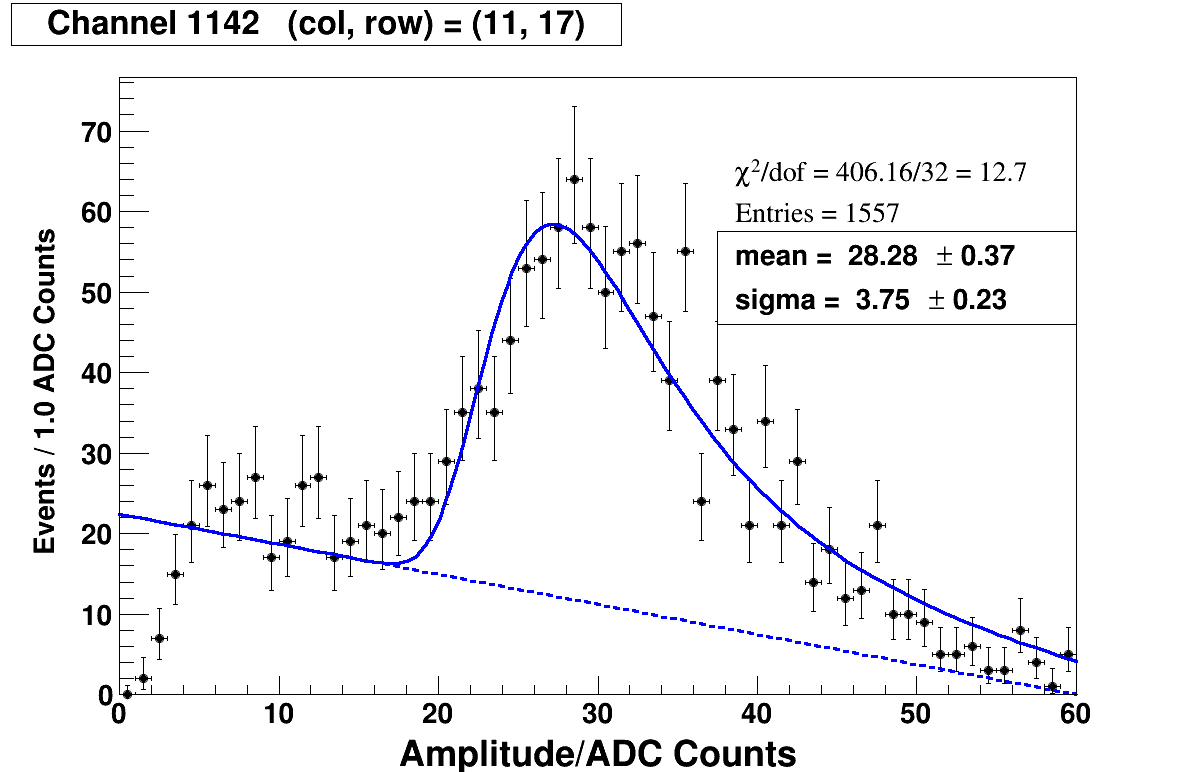 Channel 1142 (col, row) = (11, 17)
χ²/dof = 406.16/32 = 12.7
Entries = 1557
mean = 28.28 ± 0.37
sigma = 3.75 ± 0.23
Events / 1.0 ADC Counts
70
60
50
40
30
20
10
0
0 10 20 30 40 50 60
Amplitude/ADC Counts